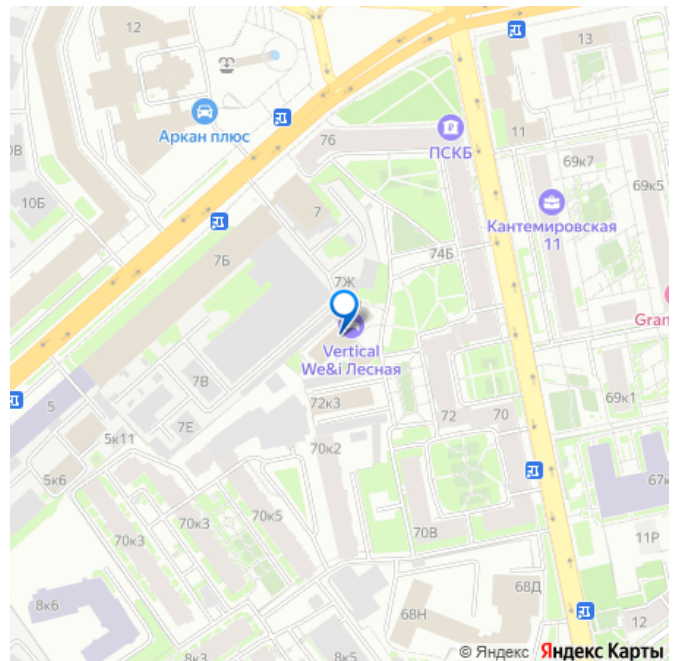 12
13
Аркан плюс
76
ПСКБ
11
69к7
0В
69к5
10Б
7
Кантемировская
11
74Б
7Б
7Ж
Gran
Vertical
We&i Лесная
7В
69к1
5
72к3
72
70
7Е
5к11
70к2
5к6
67к
70к3
70к3
70к5
70В
11Р
68Д
8к6
68Н
12
8к3
8к5
© Яндекс Яндекс Карты